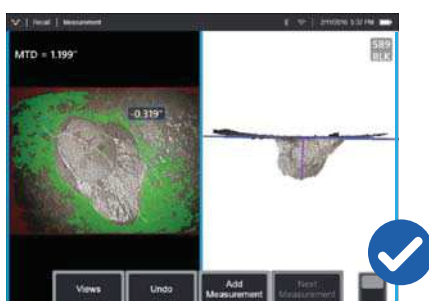 Recall | Measurement
2/11/2016 5:32 PM
MTD = 1.199"
589
BLK
-0.319"
Views
Undo
Add
Measurement
Next
Measurement